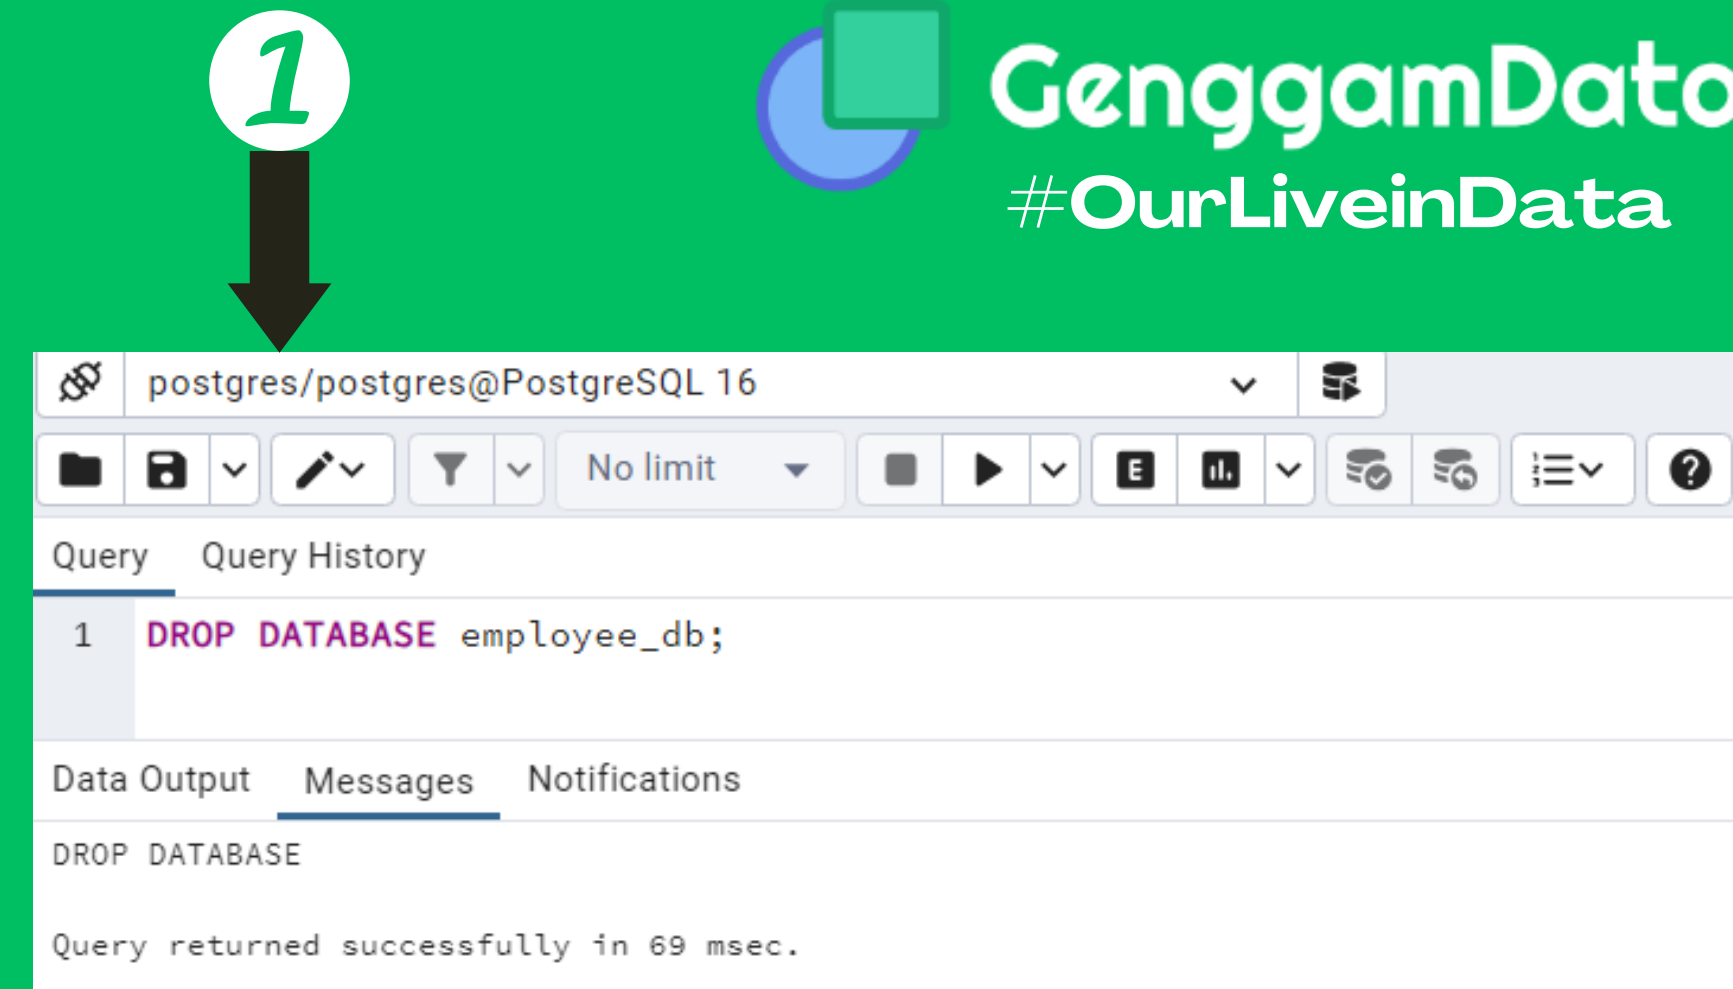 1
GenggamData
#OurLiveinData
postgres/postgres@PostgreSQL 16
No limit
E
Query Query History
1 DROP DATABASE employee_db;
Data Output Messages Notifications
DROP DATABASE
Query returned successfully in 69 msec.